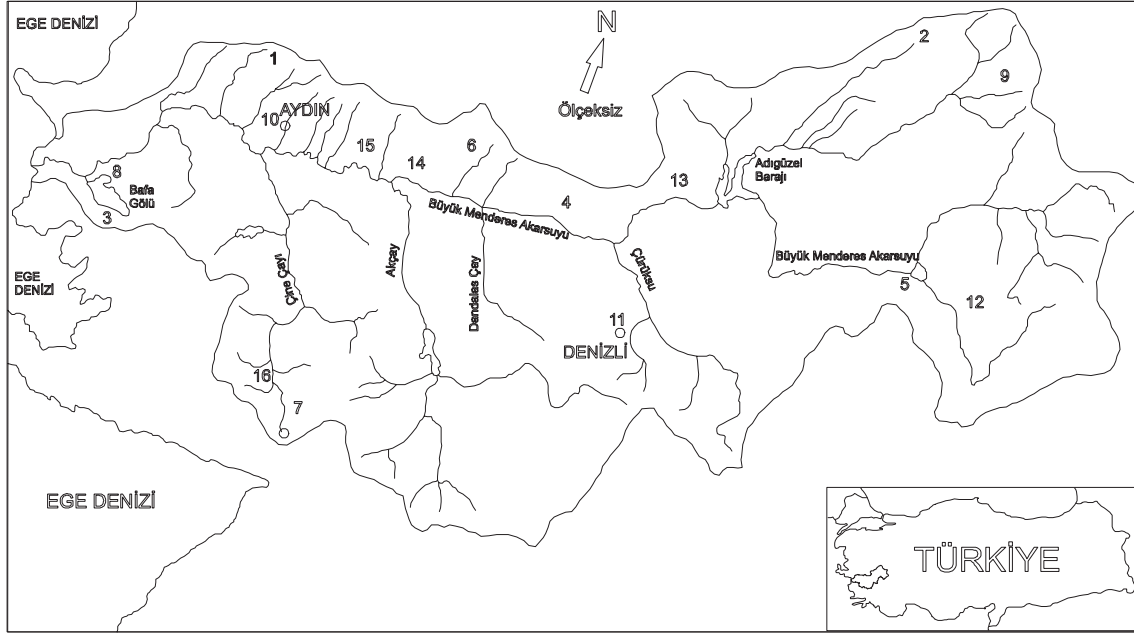 EGE DENİZİ
N
2
1
9
Ölçeksiz
10
AYDIN
15
6
14
Adıgüzel
Barajı
8
13
Bafa
Gölü
4
3
Büyük Menderes Akarsuyu
Büyük Menderes Akarsuyu
EGE
DENİZİ
Çine Çayı
Akçay
Dandalas Çay
Çürüksu
5
12
11
DENİZLİ
16
7
EGE DENİZİ
TÜRKİYE